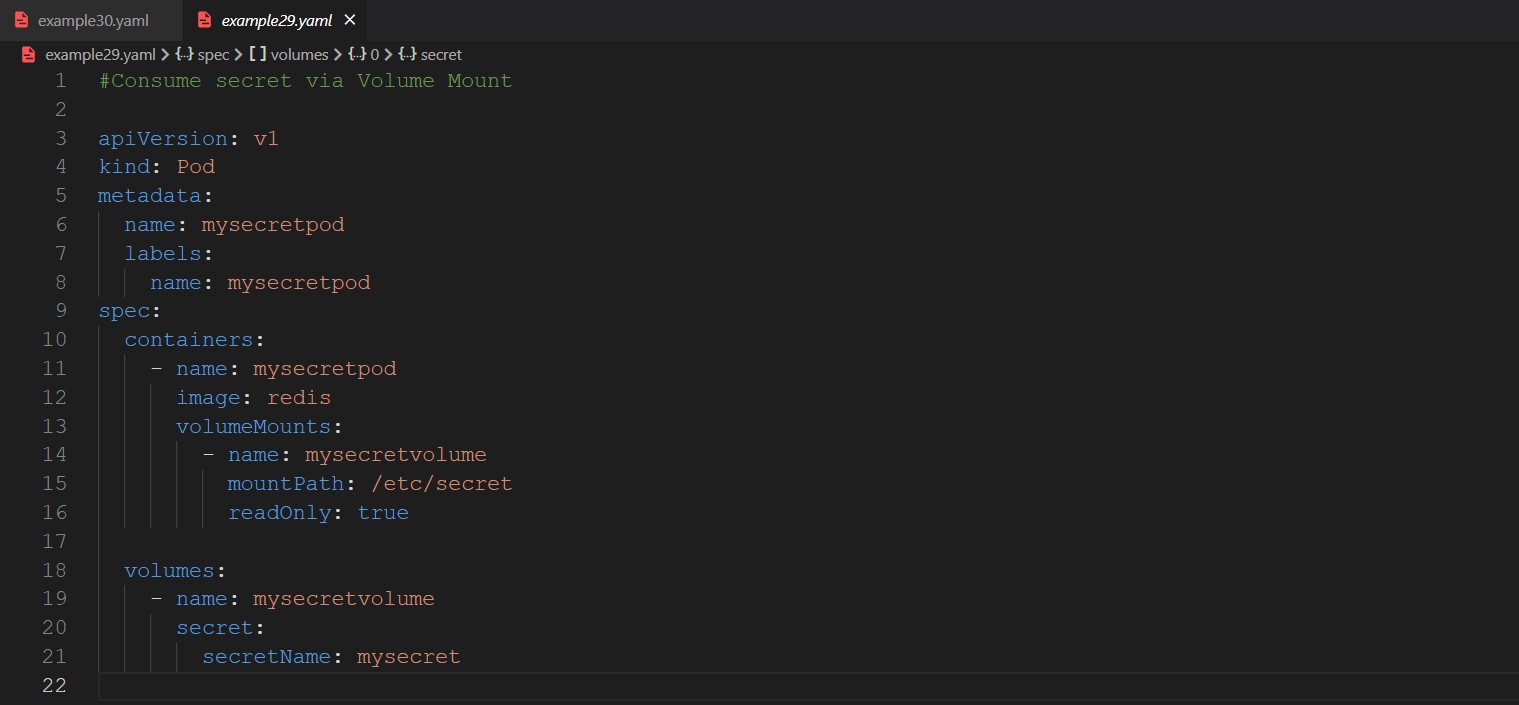 example30.yaml example29.yaml
example29.yaml > {} spec > [ ] volumes > {} 0 > {} secret
1 #Consume secret via Volume Mount
2
3 apiVersion: v1
4 kind: Pod
5 metadata:
6   name: mysecretpod
7   labels:
8     name: mysecretpod
9 spec:
10   containers:
11     - name: mysecretpod
12       image: redis
13       volumeMounts:
14         - name: mysecretvolume
15           mountPath: /etc/secret
16           readOnly: true
17
18   volumes:
19     - name: mysecretvolume
20       secret:
21         secretName: mysecret
22